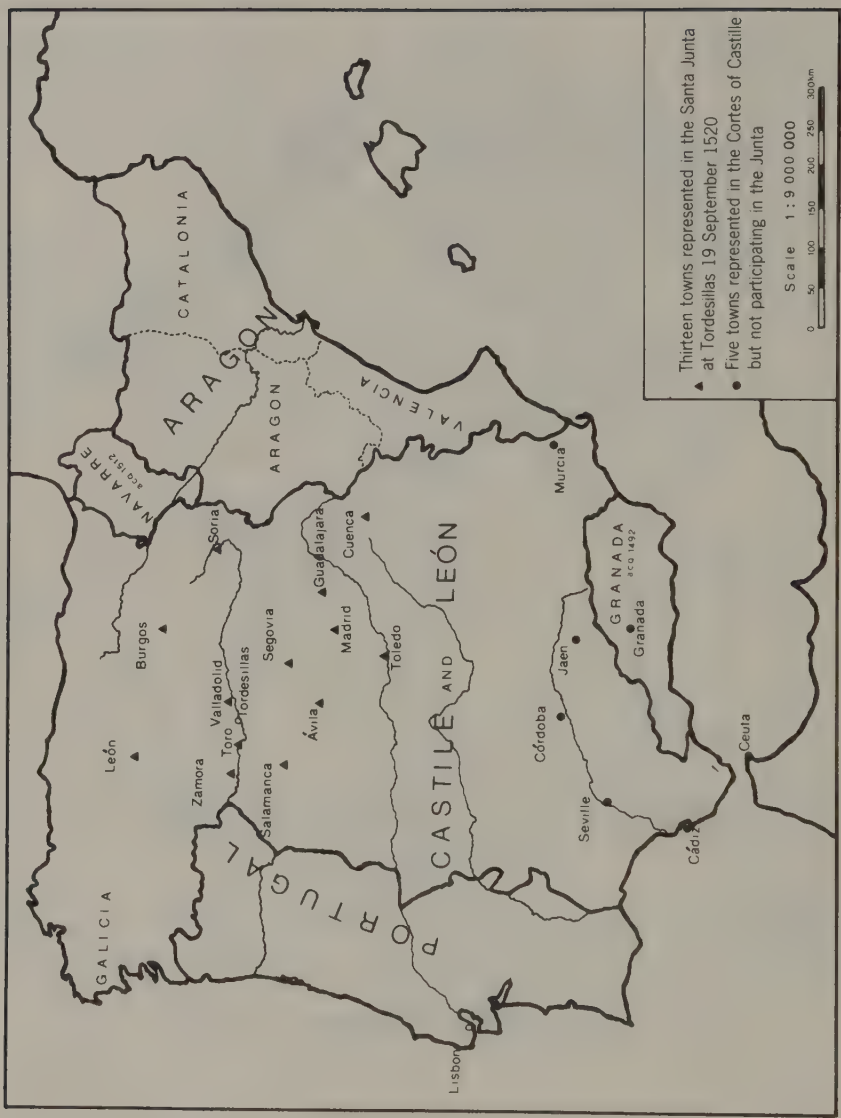 GALICIA
León
Burgos
NAVARRE
acq 1512
CATALONIA
ARAGON
ARAGON
Zamora
Toro
Tordesillas
Valladolid
Soria
Salamanca
Ávila
Segovia
Guadalajara
Madrid
Cuenca
Toledo
VALENCIA
PORTUGAL
CASTILE AND LEÓN
Lisbon
Córdoba
Jaen
Murcia
Seville
GRANADA
acq 1492
Granada
Cádiz
Ceuta
Thirteen towns represented in the Santa Junta
at Tordesillas 19 September 1520
Five towns represented in the Cortes of Castille
but not participating in the Junta
Scale 1:9 000 000
0 50 100 150 200 250 300km